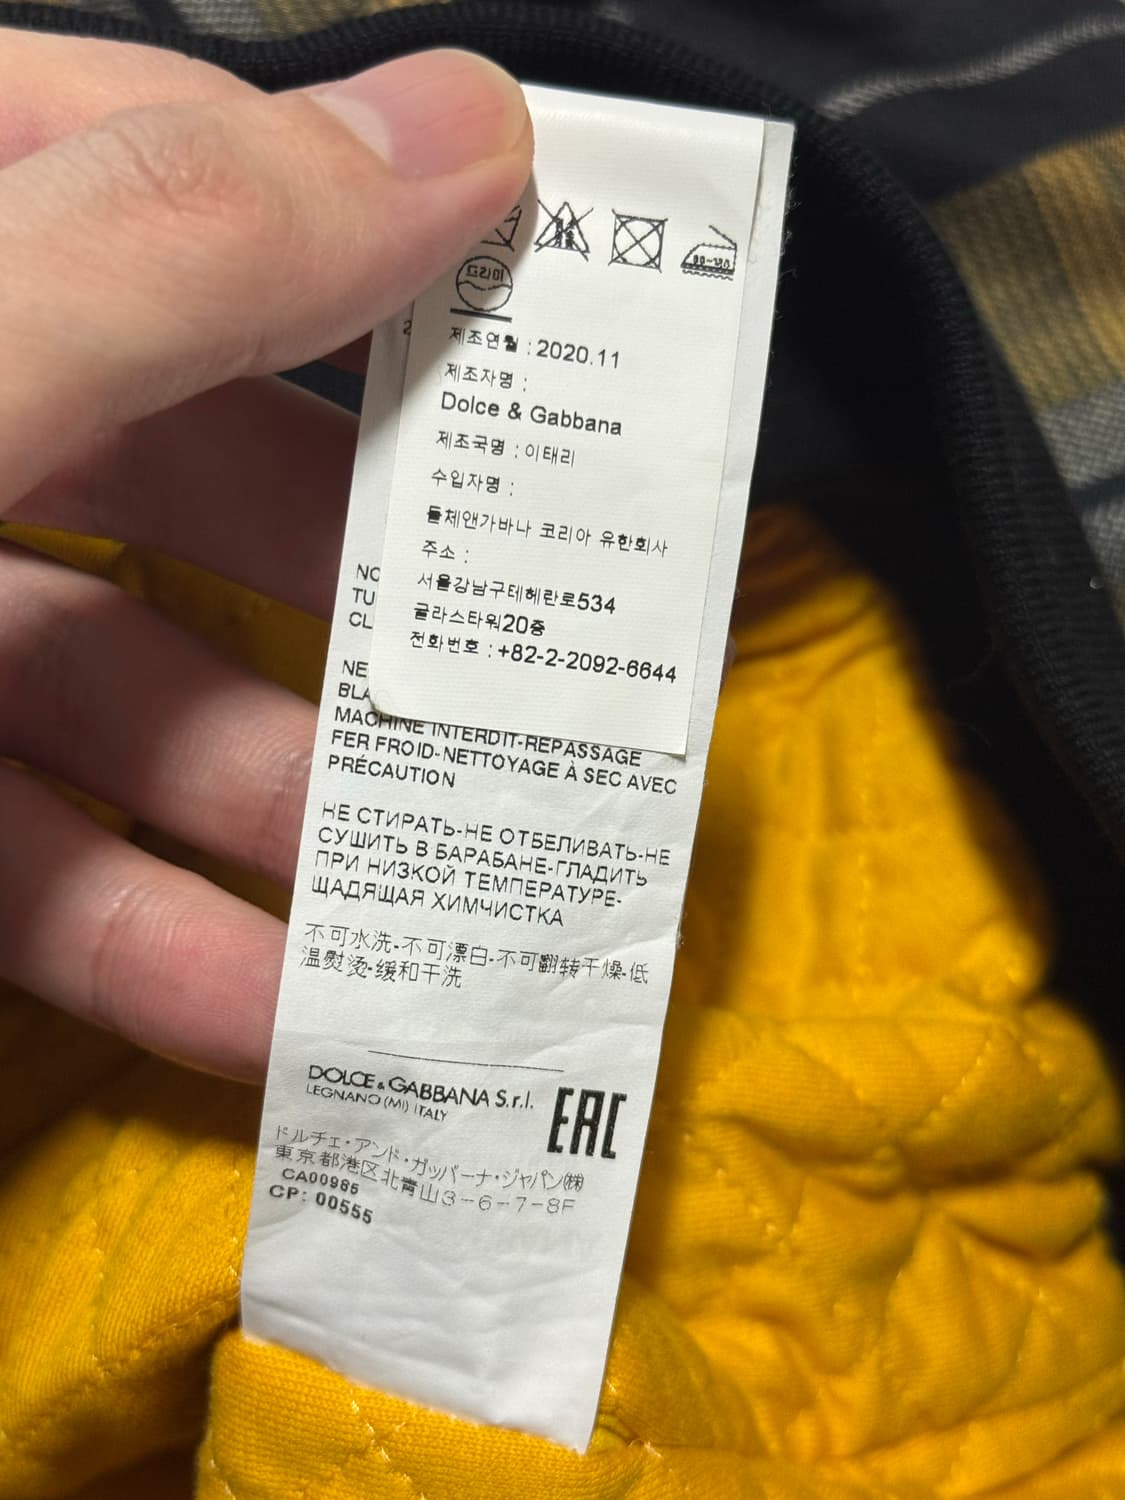 드라이
제조연월 : 2020.11
제조자명 :
Dolce & Gabbana
제조국명 : 이태리
수입자명 :
돌체앤가바나 코리아 유한회사
주소 :
서울강남구테헤란로534
글라스타워20층
전화번호 : +82-2-2092-6644
MACHINE INTERDIT-REPASSAGE
FER FROID-NETTOYAGE À SEC AVEC
PRÉCAUTION
НЕ СТИРАТЬ-НЕ ОТБЕЛИВАТЬ-НЕ
СУШИТЬ В БАРАБАНЕ-ГЛАДИТЬ
ПРИ НИЗКОЙ ТЕМПЕРАТУРЕ-
ЩАДЯЩАЯ ХИМЧИСТКА
不可水洗-不可漂白-不可翻转干燥-低
温熨烫-缓和干洗
DOLCE & GABBANA S.r.l.
LEGNANO (MI) ITALY
EAC
ドルチェ・アンド・ガッバーナ・ジャパン㈱
東京都港区北青山3-6-7-8F
CA00985
CP: 00555